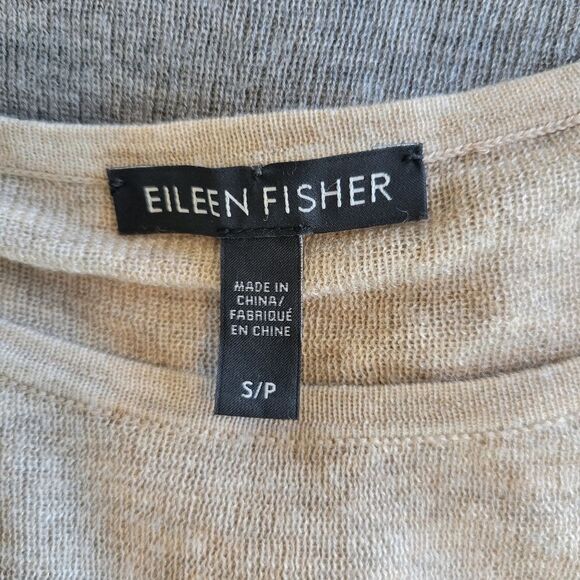 EILEEN FISHER
MADE IN
CHINA/
FABRIQUÉ
EN CHINE
S/P